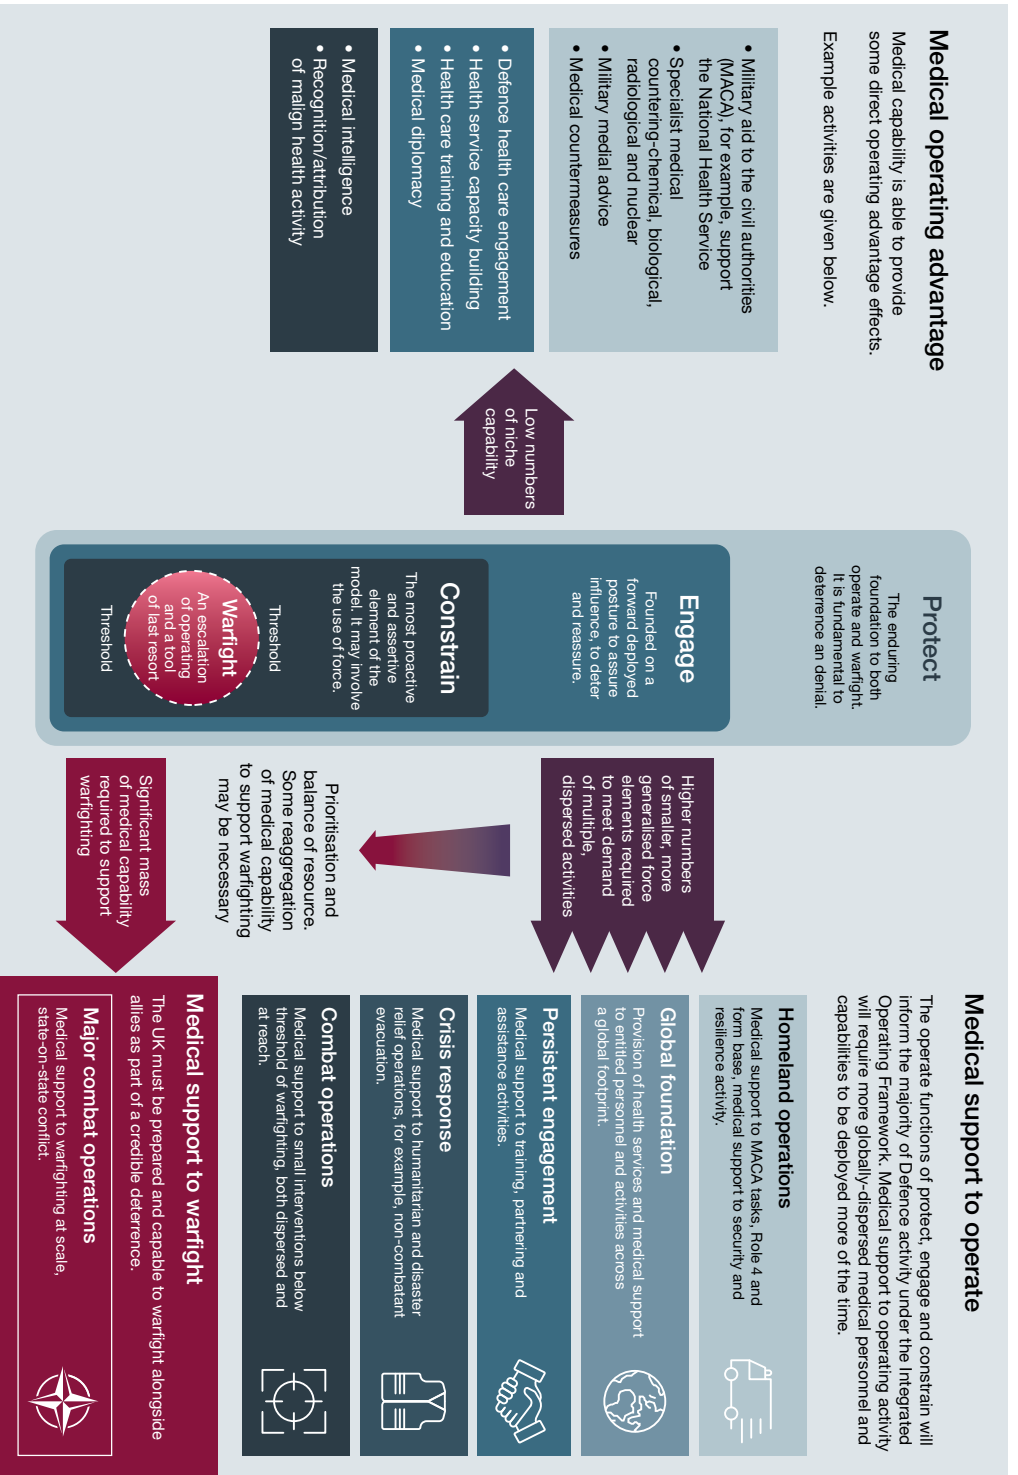 Medical operating advantage
Medical capability is able to provide
some direct operating advantage effects.
Example activities are given below.
• Military aid to the civil authorities
(MACA), for example, support
the National Health Service
• Specialist medical
countering-chemical, biological,
radiological and nuclear
• Military medial advice
• Medical countermeasures
• Defence health care engagement
• Health service capacity building
• Health care training and education
• Medical diplomacy
• Medical intelligence
• Recognition/attribution
of malign health activity
Low numbers
of niche
capability
Protect
The enduring
foundation to both
operate and warfight.
It is fundamental to
deterrence an denial.
Engage
Founded on a
forward deployed
posture to assure
influence, to deter
and reassure.
Constrain
The most proactive
and assertive
element of the
model. It may involve
the use of force.
Threshold
Warfight
An escalation
of operating
and a tool
of last resort
Threshold
Higher numbers
of smaller, more
generalised force
elements required
to meet demand
of multiple,
dispersed activities
Prioritisation and
balance of resource.
Some reaggregation
of medical capability
to support warfighting
may be necessary
Significant mass
of medical capability
required to support
warfighting
Medical support to operate
The operate functions of protect, engage and constrain will
inform the majority of Defence activity under the Integrated
Operating Framework. Medical support to operating activity
will require more globally-dispersed medical personnel and
capabilities to be deployed more of the time.
Homeland operations
Medical support to MACA tasks, Role 4 and
form base, medical support to security and
resilience activity.
Global foundation
Provision of health services and medical support
to entitled personnel and activities across
a global footprint.
Persistent engagement
Medical support to training, partnering and
assistance activities.
Crisis response
Medical support to humanitarian and disaster
relief operations, for example, non-combatant
evacuation.
Combat operations
Medical support to small interventions below
threshold of warfighting, both dispersed and
at reach.
Medical support to warfight
The UK must be prepared and capable to warfight alongside
allies as part of a credible deterrence.
Major combat operations
Medical support to warfighting at scale,
state-on-state conflict.